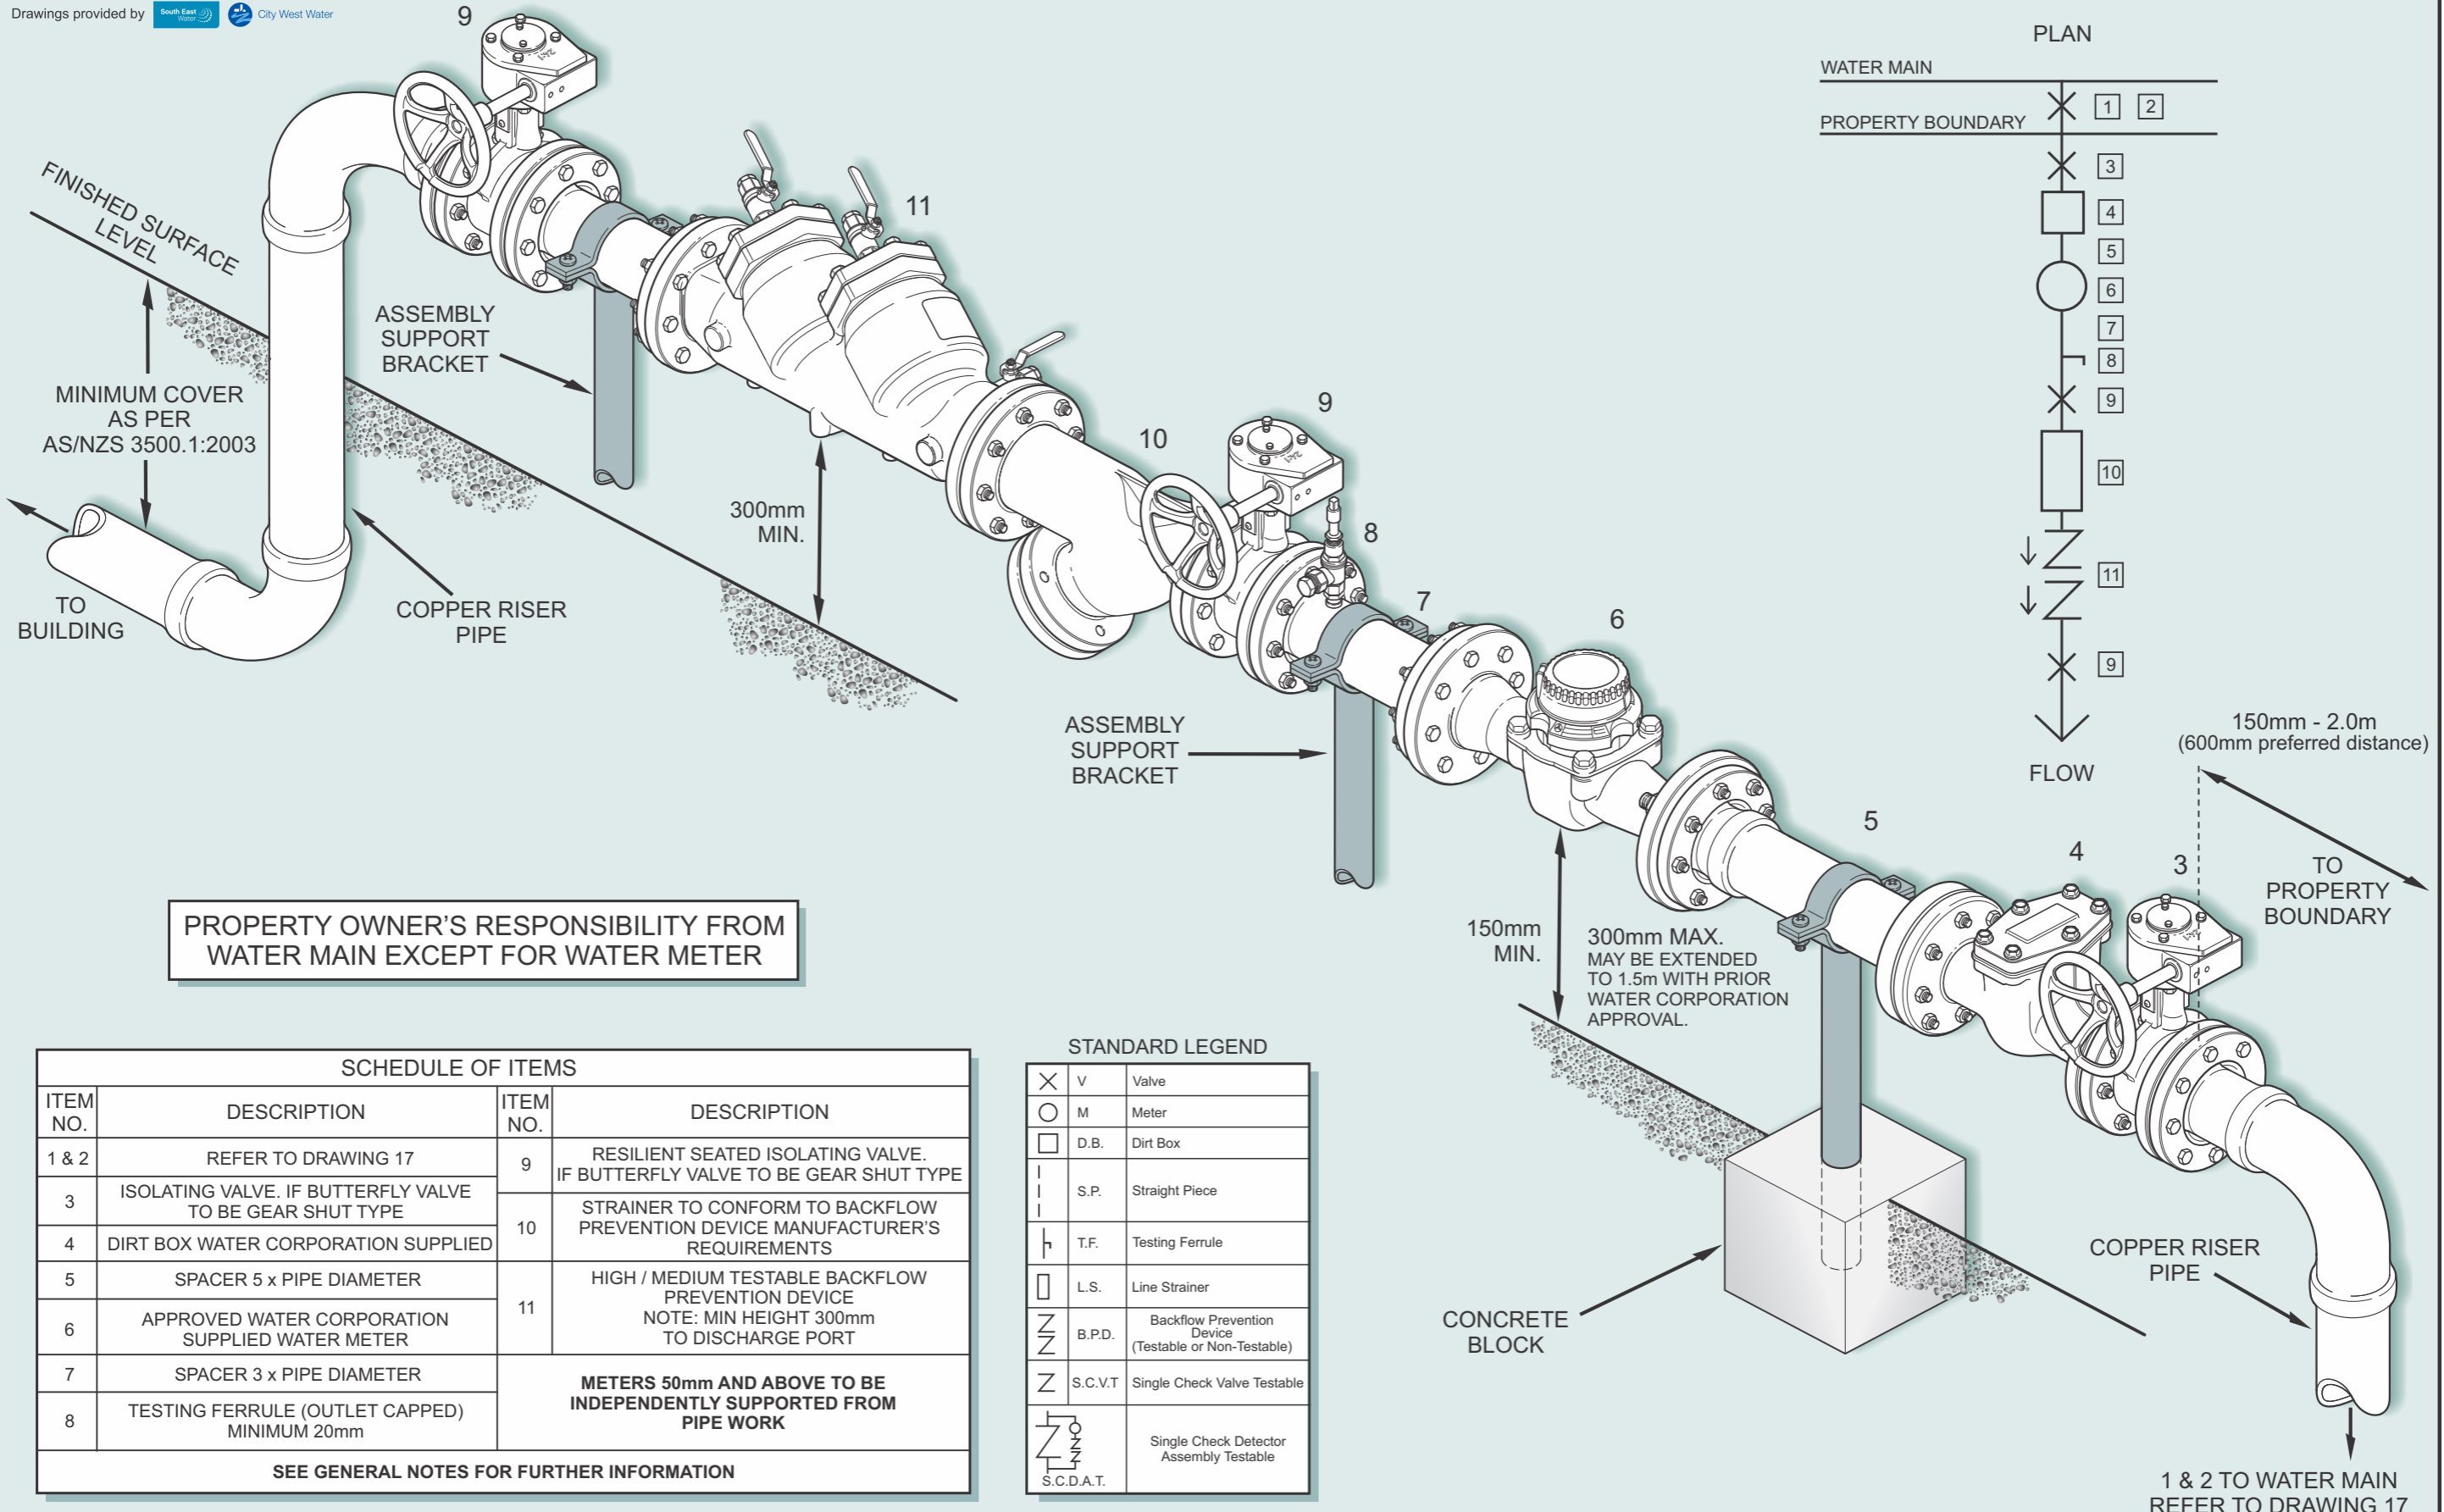 Drawings provided by
South East
Water
City West Water
9
FINISHED SURFACE
LEVEL
ASSEMBLY
SUPPORT
BRACKET
11
MINIMUM COVER
AS PER
AS/NZS 3500.1:2003
TO
BUILDING
COPPER RISER
PIPE
300mm
MIN.
10
9
8
7
6
ASSEMBLY
SUPPORT
BRACKET
5
4
3
150mm
MIN.
300mm MAX.
MAY BE EXTENDED
TO 1.5m WITH PRIOR
WATER CORPORATION
APPROVAL.
CONCRETE
BLOCK
COPPER RISER
PIPE
1 & 2 TO WATER MAIN
REFER TO DRAWING 17
150mm - 2.0m
(600mm preferred distance)
TO
PROPERTY
BOUNDARY
PLAN
WATER MAIN
1 2
PROPERTY BOUNDARY
3
4
5
6
7
8
9
10
11
9
FLOW
PROPERTY OWNER'S RESPONSIBILITY FROM
WATER MAIN EXCEPT FOR WATER METER
SCHEDULE OF ITEMS
ITEM
NO.
DESCRIPTION
ITEM
NO.
DESCRIPTION
1 & 2
REFER TO DRAWING 17
3
ISOLATING VALVE. IF BUTTERFLY VALVE
TO BE GEAR SHUT TYPE
4
DIRT BOX WATER CORPORATION SUPPLIED
5
SPACER 5 x PIPE DIAMETER
6
APPROVED WATER CORPORATION
SUPPLIED WATER METER
7
SPACER 3 x PIPE DIAMETER
8
TESTING FERRULE (OUTLET CAPPED)
MINIMUM 20mm
9
RESILIENT SEATED ISOLATING VALVE.
IF BUTTERFLY VALVE TO BE GEAR SHUT TYPE
10
STRAINER TO CONFORM TO BACKFLOW
PREVENTION DEVICE MANUFACTURER'S
REQUIREMENTS
11
HIGH / MEDIUM TESTABLE BACKFLOW
PREVENTION DEVICE
NOTE: MIN HEIGHT 300mm
TO DISCHARGE PORT
METERS 50mm AND ABOVE TO BE
INDEPENDENTLY SUPPORTED FROM
PIPE WORK
SEE GENERAL NOTES FOR FURTHER INFORMATION
STANDARD LEGEND
V Valve
M Meter
D.B. Dirt Box
S.P. Straight Piece
T.F. Testing Ferrule
L.S. Line Strainer
B.P.D.
Backflow Prevention
Device
(Testable or Non-Testable)
S.C.V.T Single Check Valve Testable
S.C.D.A.T.
Single Check Detector
Assembly Testable